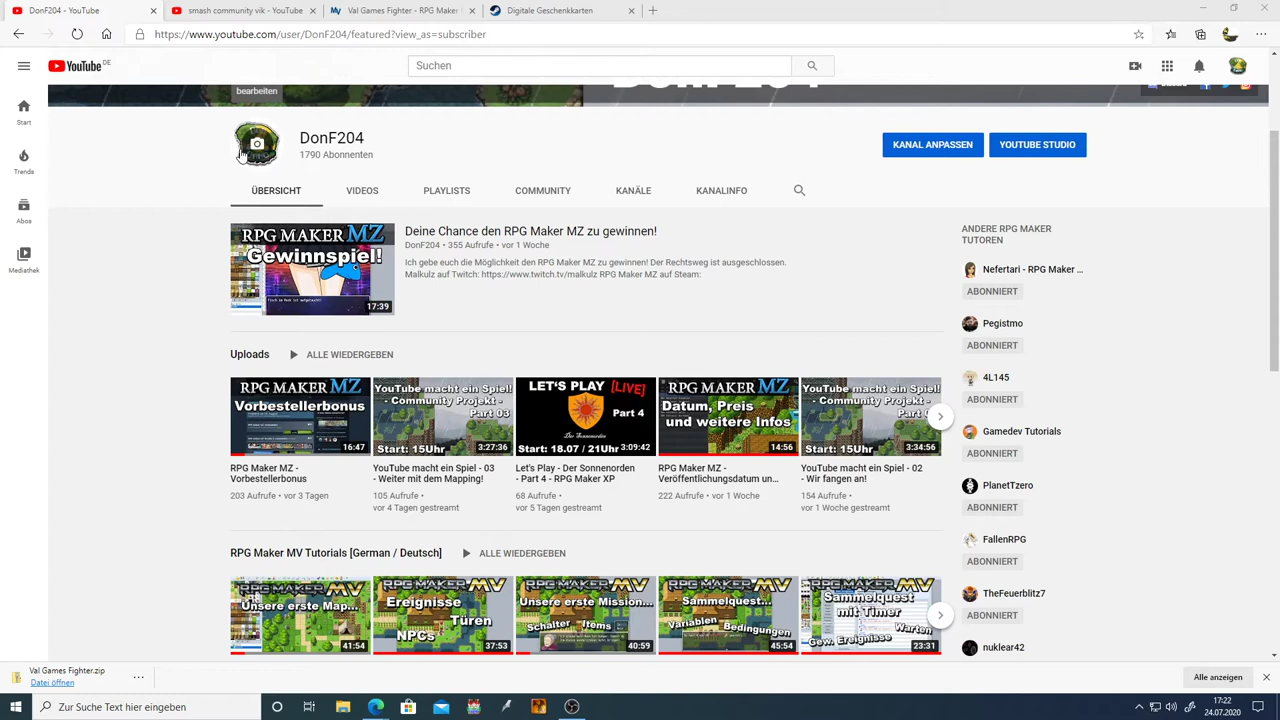 DonF204 - YouTube
smash community vik - YouTube
Val Games Fighter - RPG Maker
Digitale Geschenkkarten
https://www.youtube.com/user/DonF204/featured?view_as=subscriber
YouTube DE
Suchen
bearbeiten
DonF204
1790 Abonnenten
KANAL ANPASSEN
YOUTUBE STUDIO
Start
Trends
Abos
Mediathek
ÜBERSICHT
VIDEOS
PLAYLISTS
COMMUNITY
KANÄLE
KANALINFO
RPG MAKER MZ
Gewinnspiel!
17:39
Deine Chance den RPG Maker MZ zu gewinnen!
DonF204 • 355 Aufrufe • vor 1 Woche
Ich gebe euch die Möglichkeit den RPG Maker MZ zu gewinnen! Der Rechtsweg ist ausgeschlossen.
Malkulz auf Twitch: https://www.twitch.tv/malkulz RPG Maker MZ auf Steam:
Uploads
ALLE WIEDERGEBEN
RPG MAKER MZ
Vorbestellerbonus
16:47
RPG Maker MZ -
Vorbestellerbonus
203 Aufrufe • vor 3 Tagen
YouTube macht ein Spiel!
- Community Projekt -
Part 03
Start: 15Uhr
3:27:36
YouTube macht ein Spiel - 03
- Weiter mit dem Mapping!
105 Aufrufe •
vor 4 Tagen gestreamt
LET'S PLAY [LIVE]
Part 4
Der Sonnenorden
Start: 18.07 / 21Uhr
3:09:42
Let's Play - Der Sonnenorden
- Part 4 - RPG Maker XP
68 Aufrufe •
vor 5 Tagen gestreamt
RPG MAKER MZ
Datum, Preis
und weitere Infos
14:56
RPG Maker MZ -
Veröffentlichungsdatum un...
222 Aufrufe • vor 1 Woche
YouTube macht ein Spiel!
- Community Projekt -
Start: 15Uhr
3:34:56
YouTube macht ein Spiel - 02
- Wir fangen an!
154 Aufrufe •
vor 1 Woche gestreamt
RPG Maker MV Tutorials [German / Deutsch]
ALLE WIEDERGEBEN
RPG MAKER MV
Unsere erste Map...
41:54
RPG MAKER MV
Ereignisse
Türen
NPCs
37:53
RPG MAKER MV
Unsere erste Mission...
Schalter
Items
40:59
RPG MAKER MV
Sammelquest...
Variablen
Bedingungen
45:54
RPG MAKER MV
Sammelquest
mit Timer
Warten
Gew. Ereignisse
23:31
ANDERE RPG MAKER
TUTOREN
Nefertari - RPG Maker ...
ABONNIERT
Pegistmo
ABONNIERT
4L145
ABONNIERT
Gamedev Tutorials
ABONNIERT
PlanetTzero
ABONNIERT
FallenRPG
ABONNIERT
TheFeuerblitz7
ABONNIERT
nuklear42
Val Games Fighter.zip
Datei öffnen
Alle anzeigen
Zur Suche Text hier eingeben
17:22
24.07.2020